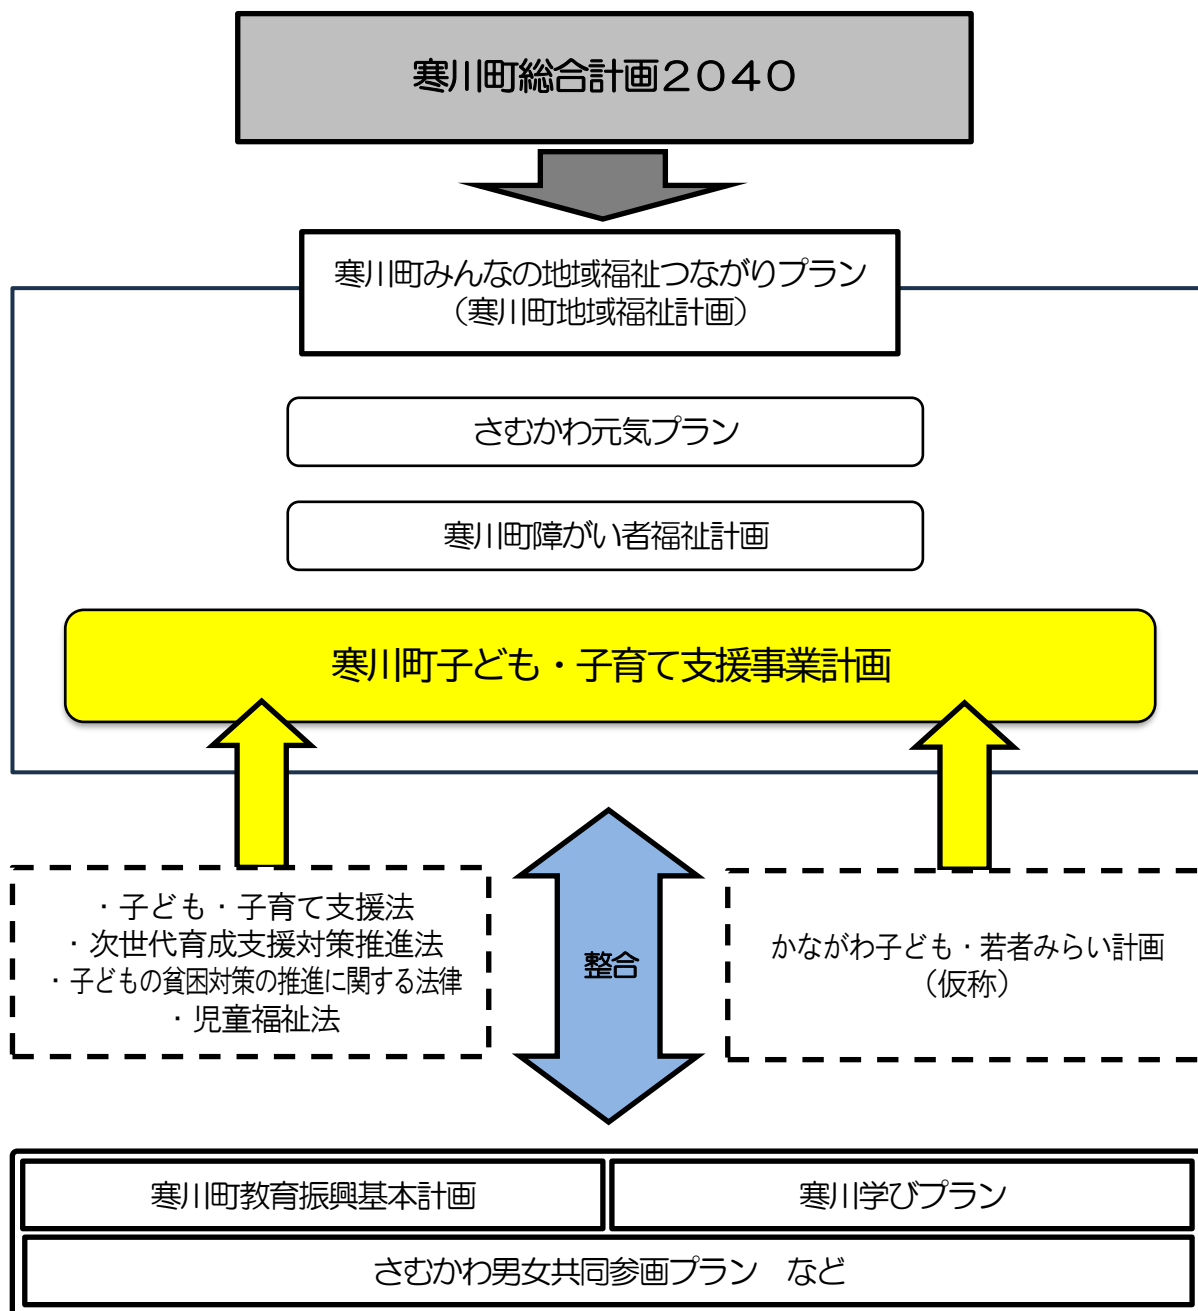 寒川町総合計画２０４０
寒川町みんなの地域福祉つながりプラン
（寒川町地域福祉計画）
さむかわ元気プラン
寒川町障がい者福祉計画
寒川町子ども・子育て支援事業計画
・子ども・子育て支援法
・次世代育成支援対策推進法
・子どもの貧困対策の推進に関する法律
・児童福祉法
整合
かながわ子ども・若者みらい計画
（仮称）
寒川町教育振興基本計画
寒川学びプラン
さむかわ男女共同参画プラン　など